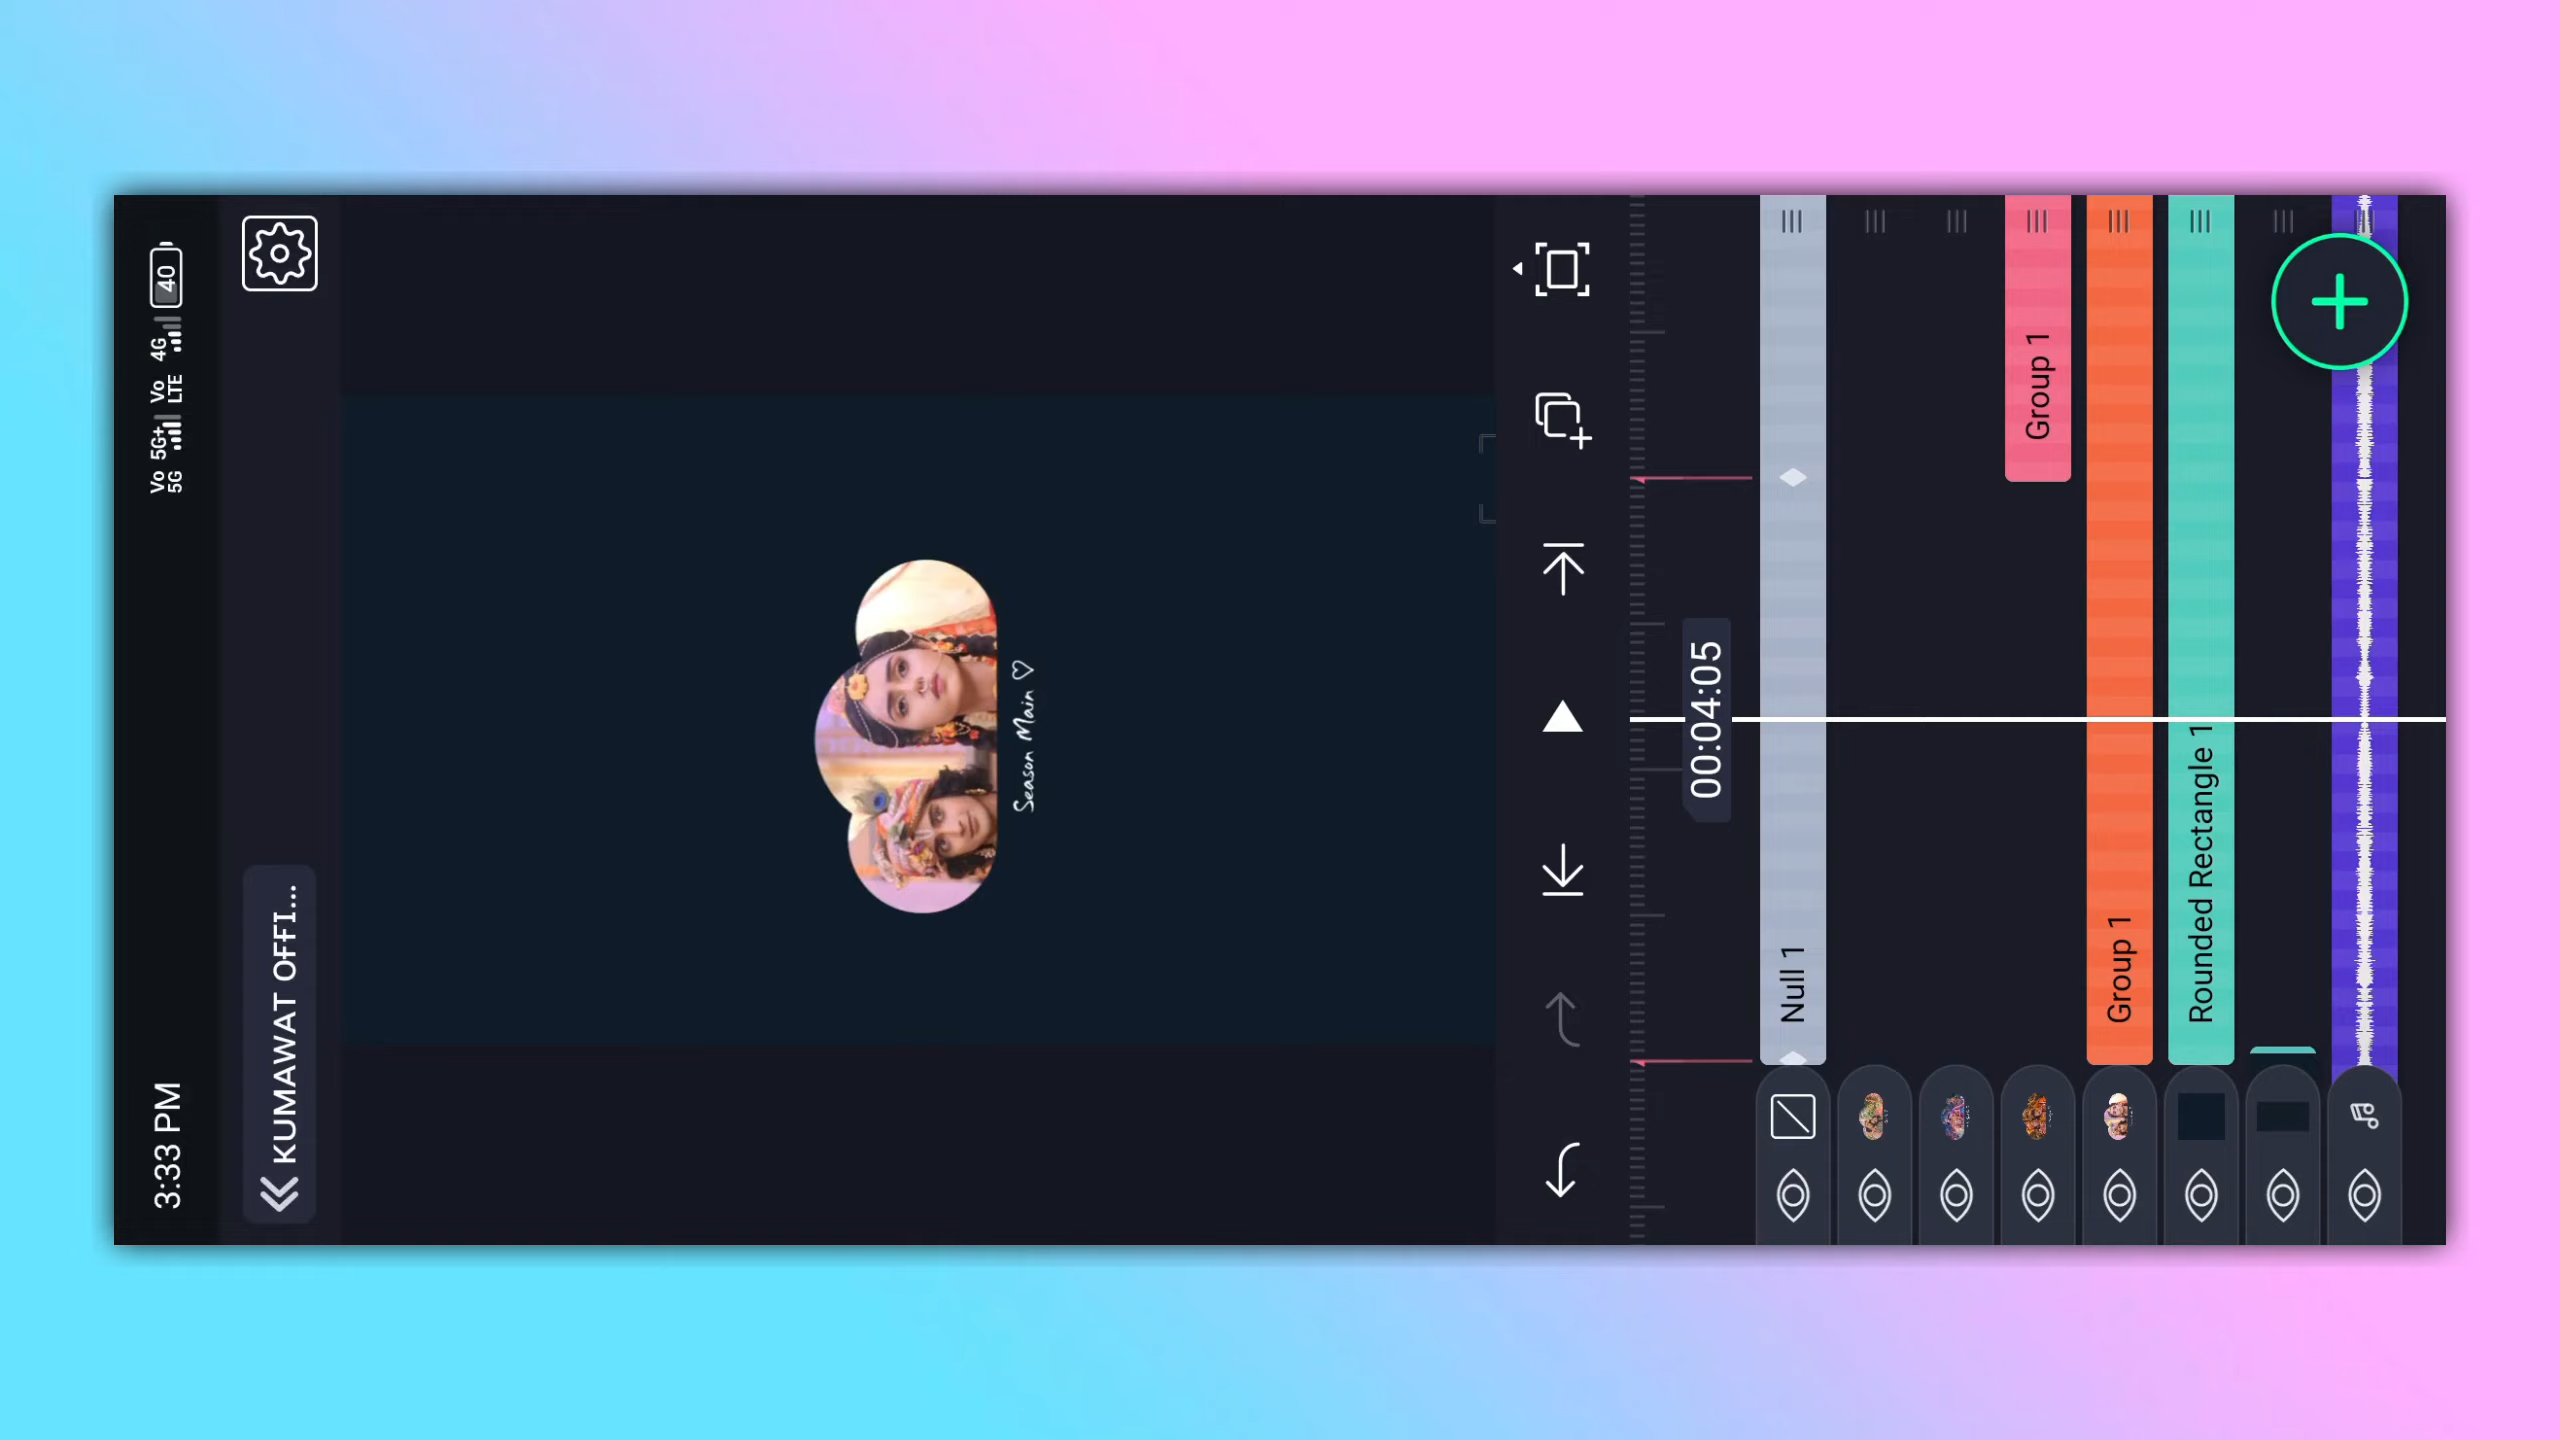 3:33 PM
Vo 5G 5G+ Vo LTE 4G 40
KUMAWAT OFFI...
Season Main ♡
00:04:05
Null 1
Group 1
Group 1
Rounded Rectangle 1